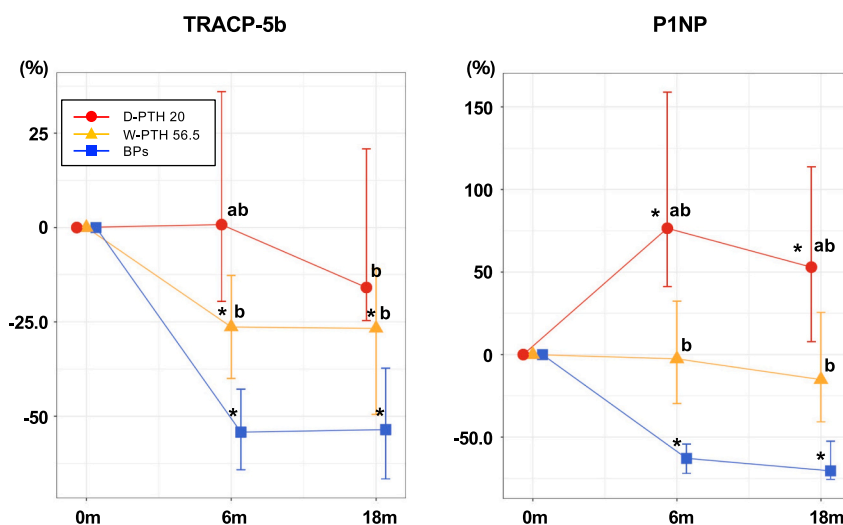 TRACP-5b
P1NP
(%)
D-PTH 20
W-PTH 56.5
BPs
25
0
-25.0
-50
ab
b
* b
* b
*
*
0m
6m
18m
(%)
150
100
50
0
-50.0
* ab
* ab
b
b
*
*
0m
6m
18m